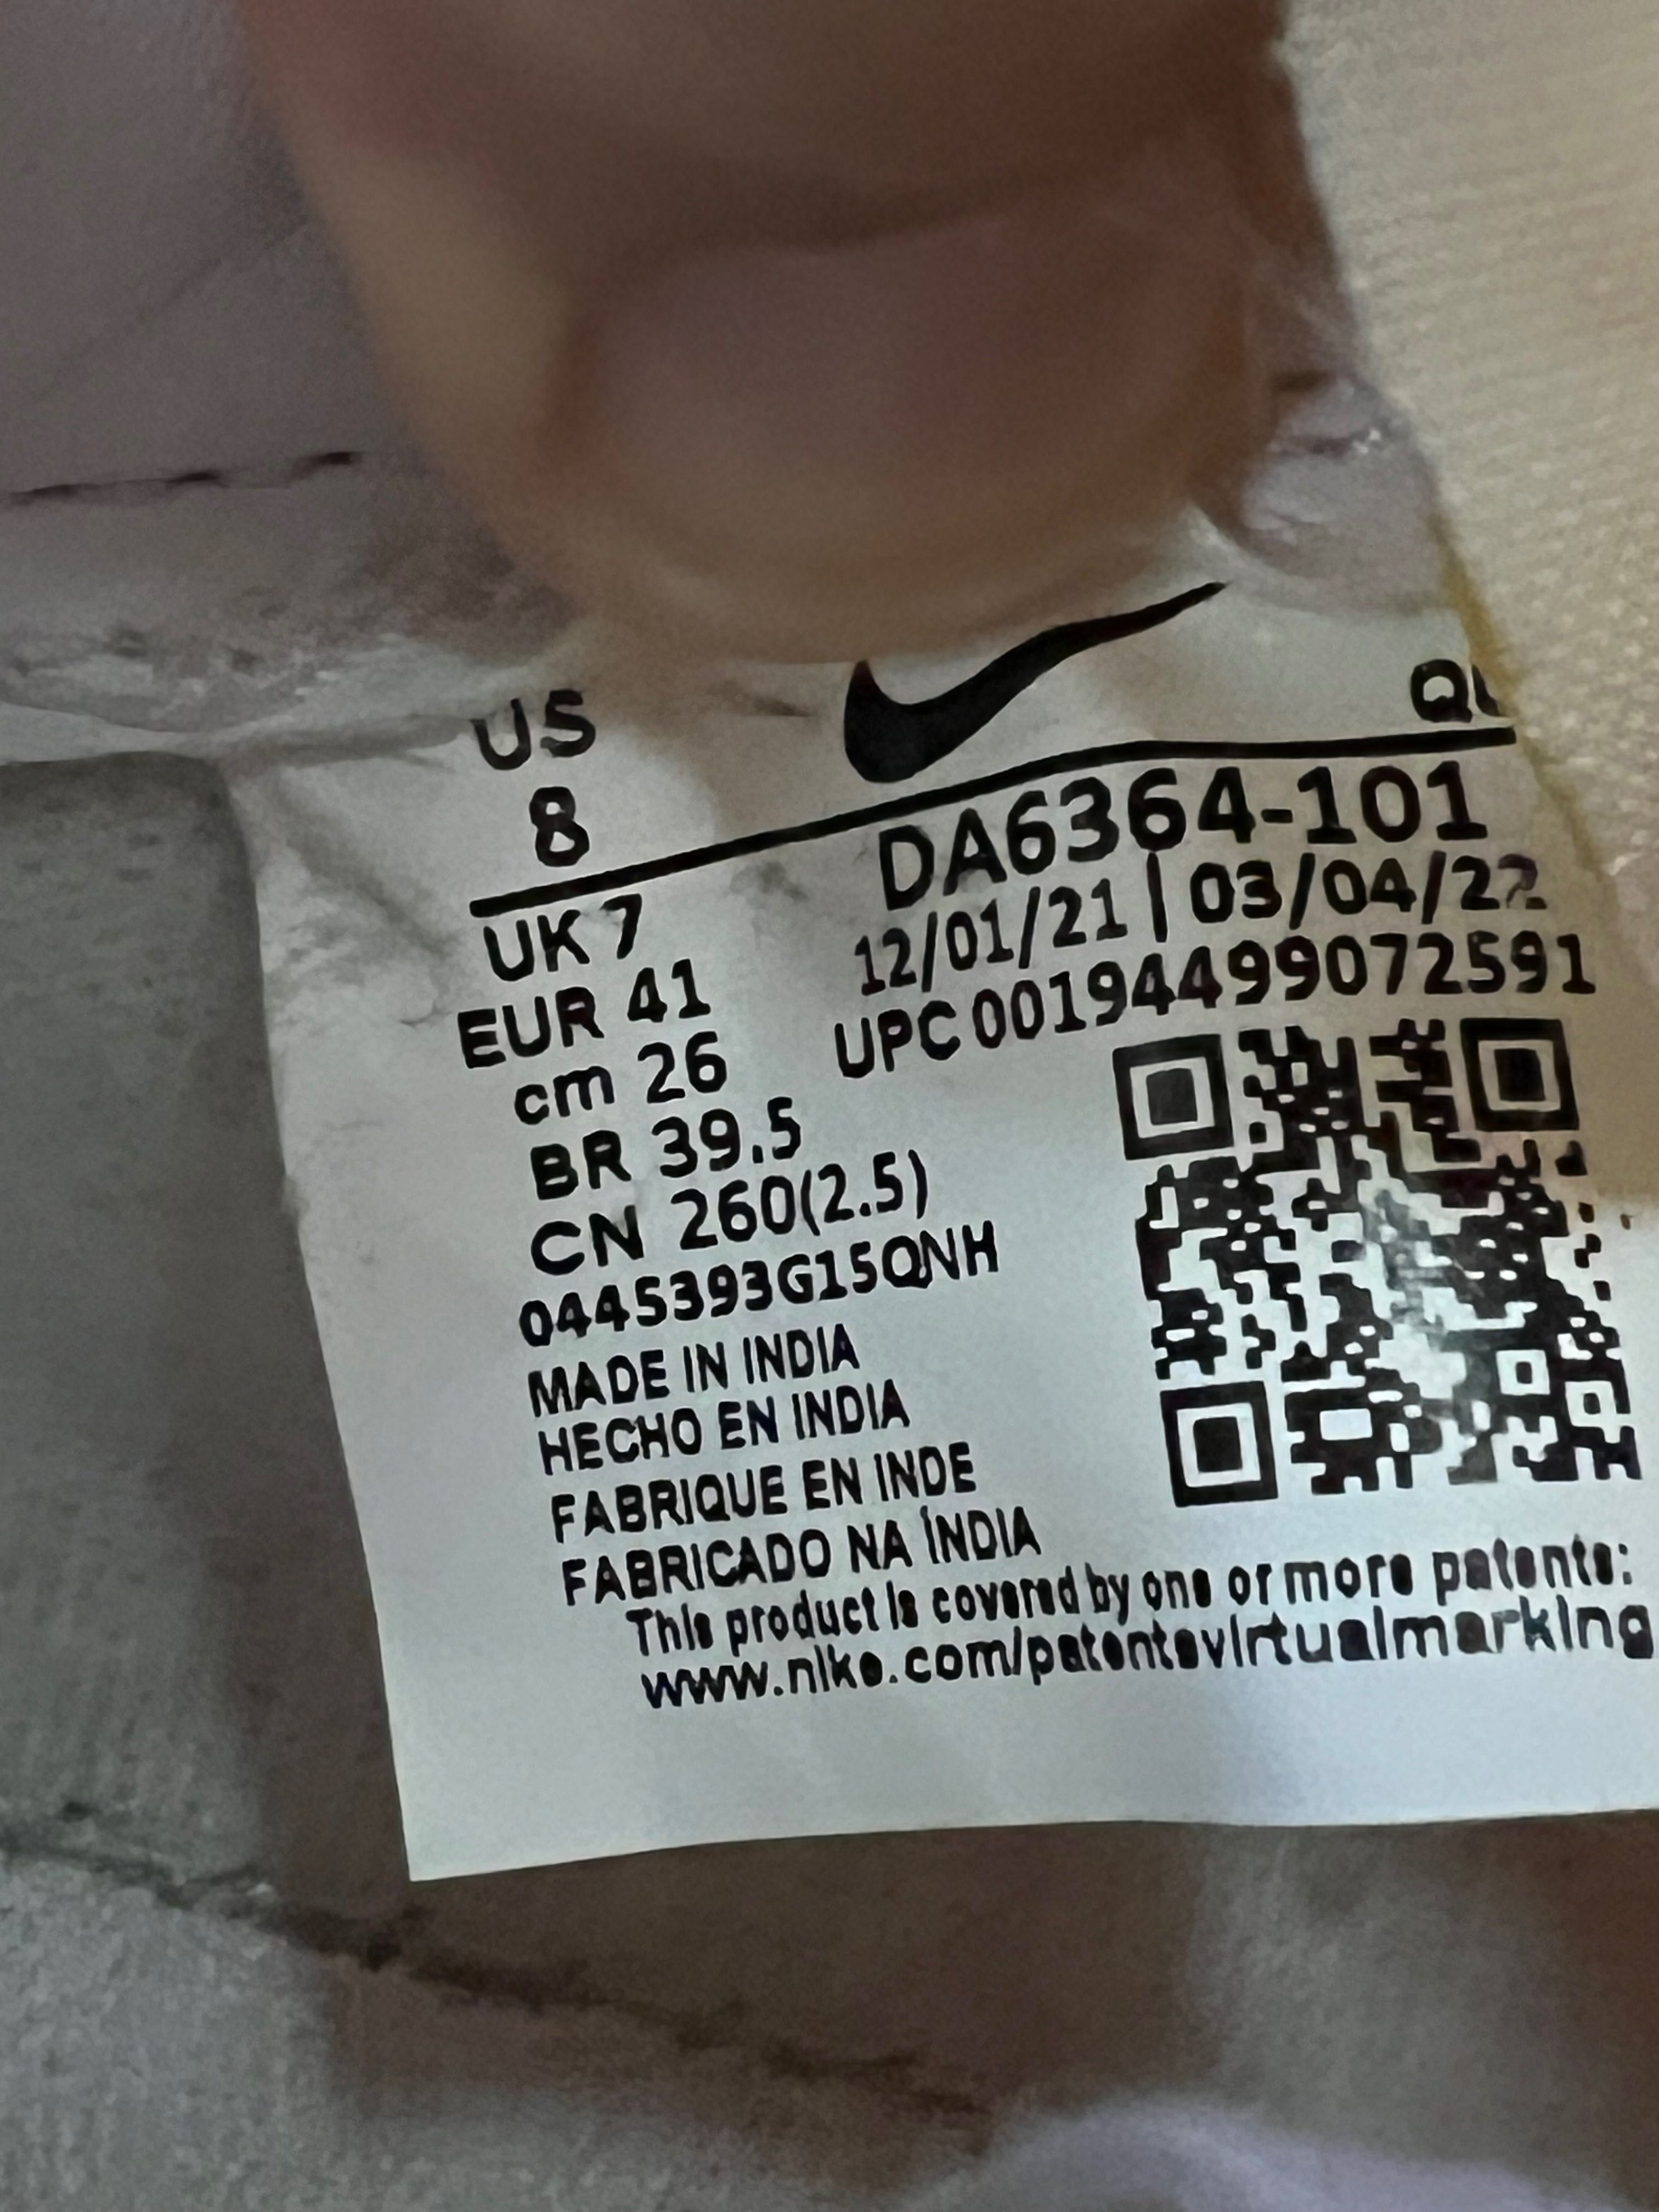 US
8
DA6364-101
12/01/21 | 03/04/22
UPC 00194499072591
UK 7
EUR 41
cm 26
BR 39.5
CN 260(2.5)
0445393G15QNH
MADE IN INDIA
HECHO EN INDIA
FABRIQUE EN INDE
FABRICADO NA ÍNDIA
This product is covered by one or more patents:
www.nike.com/patentsvirtualmarking